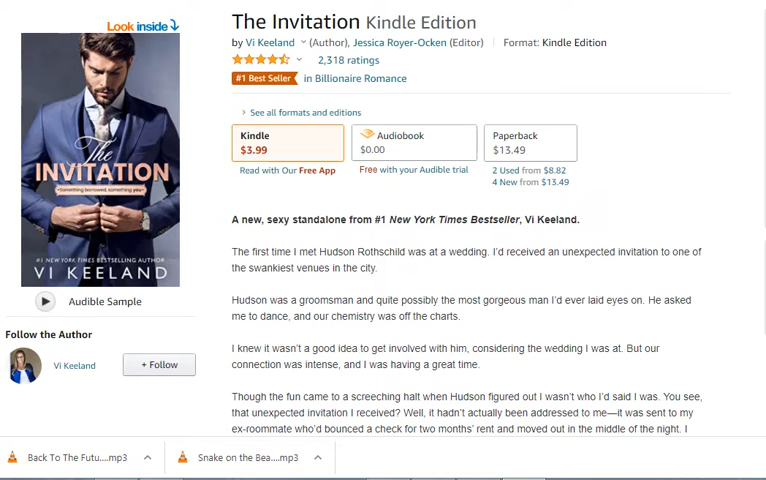 Look inside
The Invitation Kindle Edition
by Vi Keeland (Author), Jessica Royer-Ocken (Editor) | Format: Kindle Edition
2,318 ratings
#1 Best Seller in Billionaire Romance
The
INVITATION
Something borrowed, something you
#1 NEW YORK TIMES BESTSELLING AUTHOR
VI KEELAND
Audible Sample
Follow the Author
Vi Keeland
+ Follow
› See all formats and editions
Kindle
$3.99
Read with Our Free App
Audiobook
$0.00
Free with your Audible trial
Paperback
$13.49
2 Used from $8.82
4 New from $13.49
A new, sexy standalone from #1 New York Times Bestseller, Vi Keeland.
The first time I met Hudson Rothschild was at a wedding. I'd received an unexpected invitation to one of
the swankiest venues in the city.
Hudson was a groomsman and quite possibly the most gorgeous man I'd ever laid eyes on. He asked
me to dance, and our chemistry was off the charts.
I knew it wasn't a good idea to get involved with him, considering the wedding I was at. But our
connection was intense, and I was having a great time.
Though the fun came to a screeching halt when Hudson figured out I wasn't who I'd said I was. You see,
that unexpected invitation I received? Well, it hadn't actually been addressed to me—it was sent to my
ex-roommate who'd bounced a check for two months' rent and moved out in the middle of the night. I
Back To The Futu....mp3
Snake on the Bea....mp3